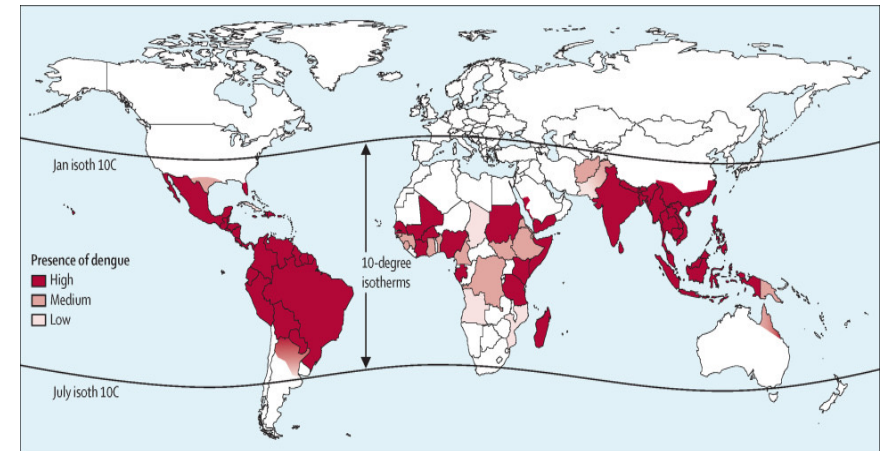 Jan isoth 10C
Presence of dengue
High
Medium
Low
10-degree
isotherms
July isoth 10C